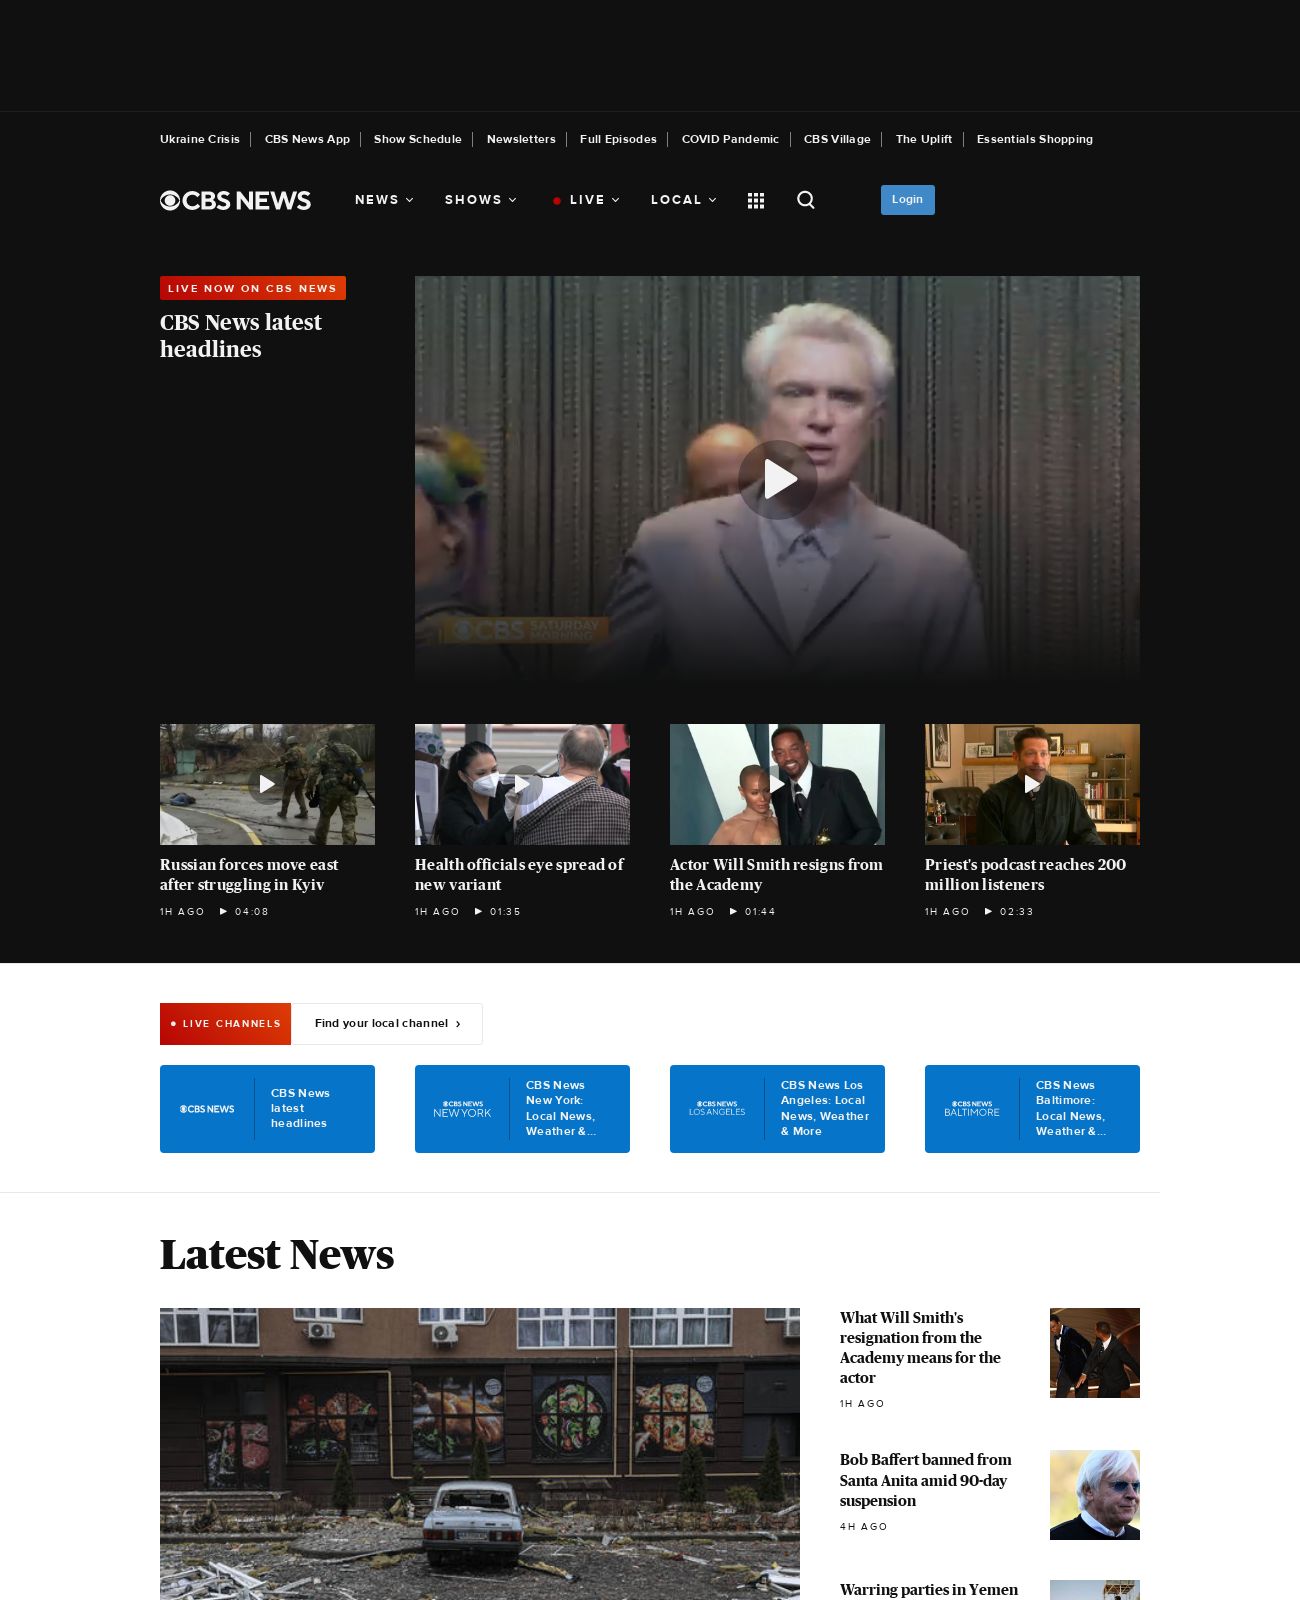 Ukraine Crisis CBS News App Show Schedule Newsletters Full Episodes COVID Pandemic CBS Village The Uplift Essentials Shopping
CBS NEWS NEWS SHOWS LIVE LOCAL Login
LIVE NOW ON CBS NEWS
CBS News latest
headlines
CBS SATURDAY
MORNING
Russian forces move east
after struggling in Kyiv
1H AGO 04:08
Health officials eye spread of
new variant
1H AGO 01:35
Actor Will Smith resigns from
the Academy
1H AGO 01:44
Priest's podcast reaches 200
million listeners
1H AGO 02:33
LIVE CHANNELS
Find your local channel ›
CBS NEWS
CBS News
latest
headlines
CBS NEWS
NEW YORK
CBS News
New York:
Local News,
Weather &...
CBS NEWS
LOS ANGELES
CBS News Los
Angeles: Local
News, Weather
& More
CBS NEWS
BALTIMORE
CBS News
Baltimore:
Local News,
Weather &...
Latest News
What Will Smith's
resignation from the
Academy means for the
actor
1H AGO
Bob Baffert banned from
Santa Anita amid 90-day
suspension
4H AGO
Warring parties in Yemen